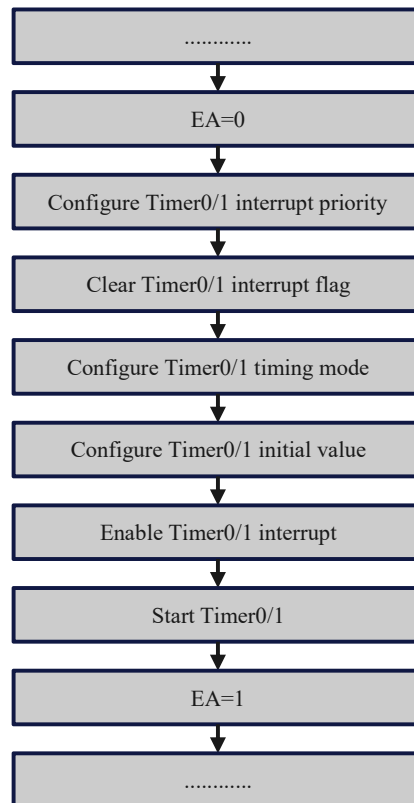 ............
EA=0
Configure Timer0/1 interrupt priority
Clear Timer0/1 interrupt flag
Configure Timer0/1 timing mode
Configure Timer0/1 initial value
Enable Timer0/1 interrupt
Start Timer0/1
EA=1
............